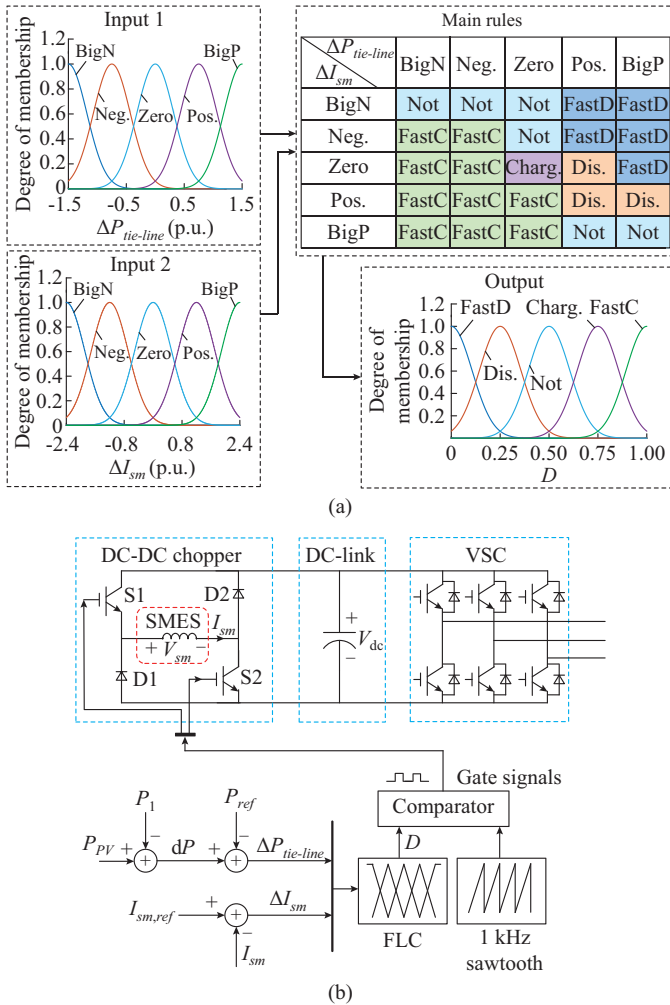 Input 1
BigN
BigP
Neg.
Zero
Pos.
Degree of membership
1.0
0.8
0.6
0.4
0.2
0
-1.5 -0.5 0.5 1.5
ΔP_tie-line (p.u.)
Input 2
BigN
BigP
Neg.
Zero
Pos.
Degree of membership
1.0
0.8
0.6
0.4
0.2
0
-2.4 -0.8 0.8 2.4
ΔI_sm (p.u.)
Main rules
ΔP_tie-line
ΔI_sm
BigN Neg. Zero Pos. BigP
BigN Not Not Not FastD FastD
Neg. FastC FastC Not FastD FastD
Zero FastC FastC Charg. Dis. FastD
Pos. FastC FastC FastC Dis. Dis.
BigP FastC FastC FastC Not Not
Output
FastD Charg. FastC
Dis.
Not
Degree of
membership
1.0
0.8
0.6
0.4
0.2
0 0.25 0.50 0.75 1.00
D
(a)
DC-DC chopper
DC-link
VSC
S1
D2
SMES
I_sm
+ V_sm −
D1
S2
+
V_dc
−
Gate signals
P_1
P_ref
Comparator
−
−
P_PV + + dP + + ΔP_tie-line
D
I_sm,ref + + ΔI_sm
−
I_sm
FLC
1 kHz
sawtooth
(b)